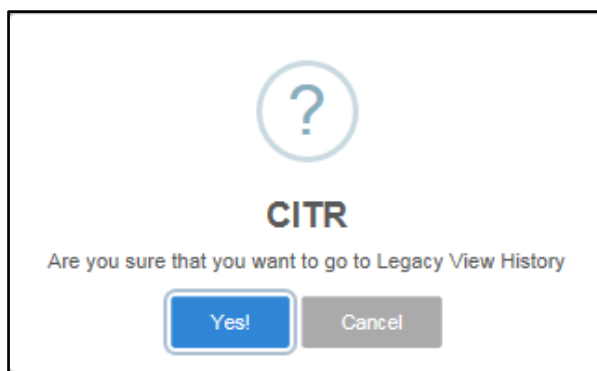 ?
CITR
Are you sure that you want to go to Legacy View History
Yes! Cancel